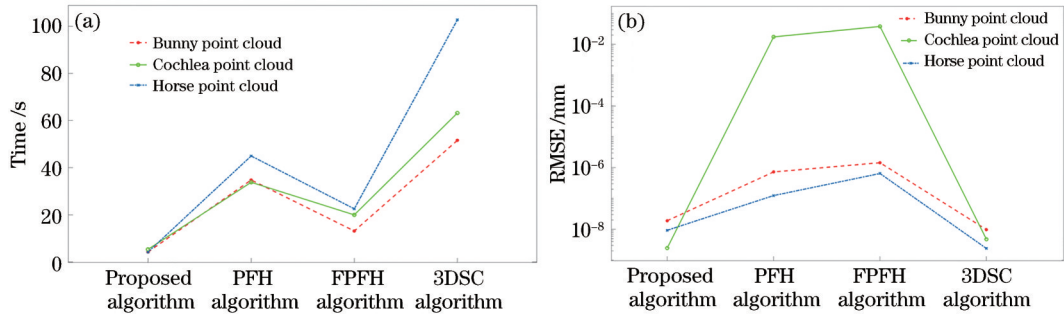 (a)
Bunny point cloud
Cochlea point cloud
Horse point cloud
Time /s
100
80
60
40
20
0
Proposed algorithm
PFH algorithm
FPFH algorithm
3DSC algorithm
(b)
Bunny point cloud
Cochlea point cloud
Horse point cloud
RMSE /mm
10⁻²
10⁻⁴
10⁻⁶
10⁻⁸
Proposed algorithm
PFH algorithm
FPFH algorithm
3DSC algorithm